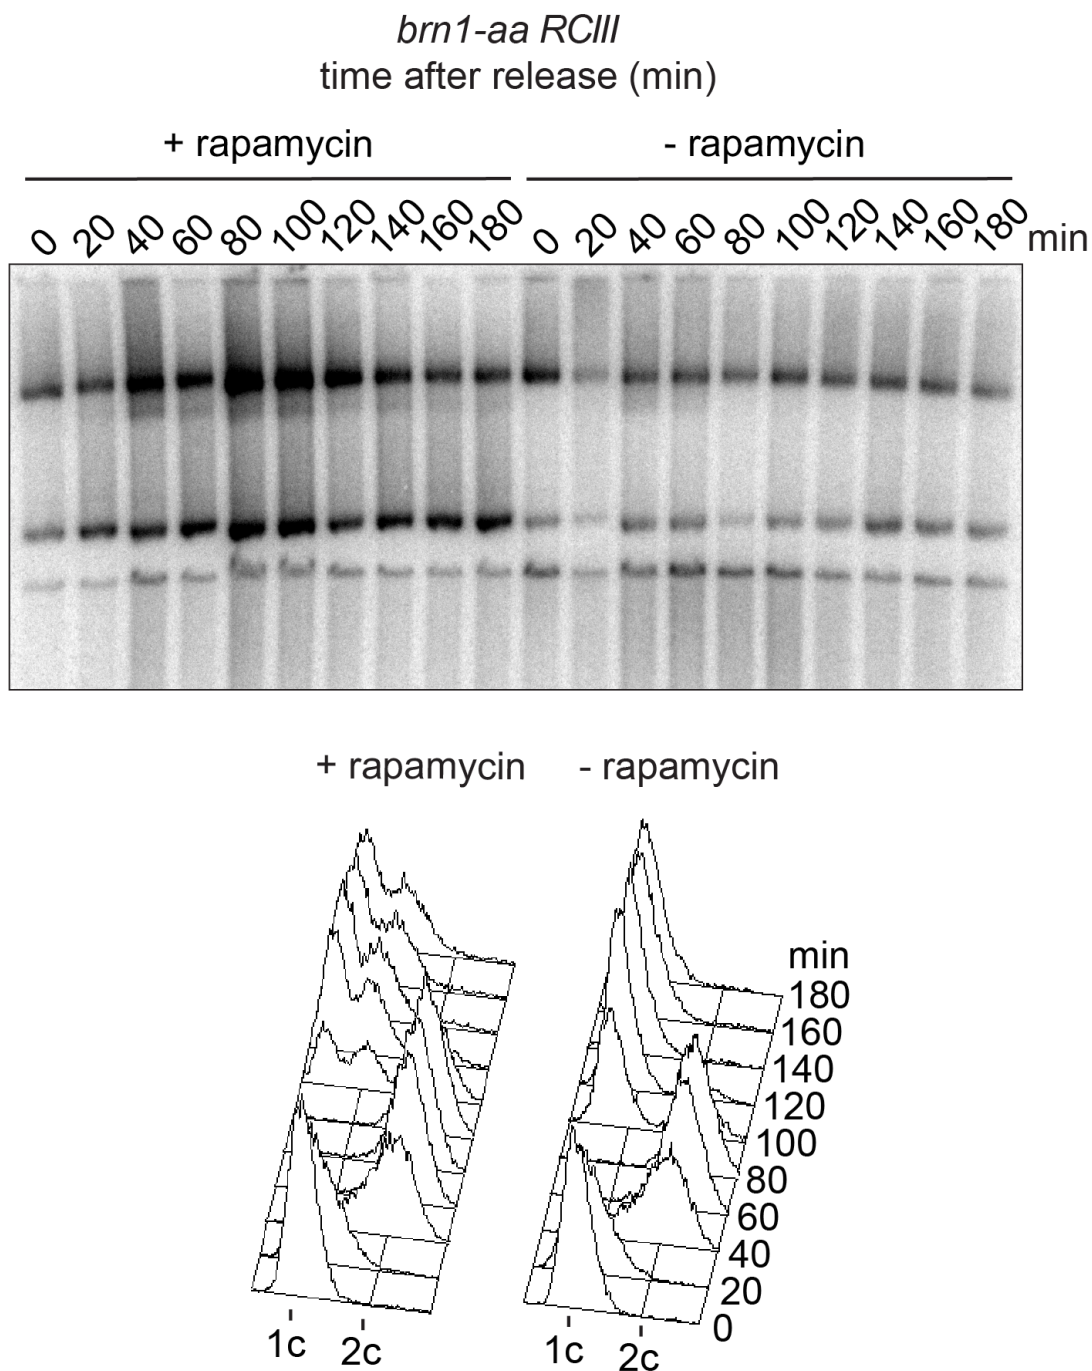 brn1-aa RCIII
time after release (min)
+ rapamycin - rapamycin
0 20 40 60 80 100 120 140 160 180 0 20 40 60 80 100 120 140 160 180 min
+ rapamycin - rapamycin
min
180
160
140
120
100
80
60
40
20
0
1c 2c 1c 2c